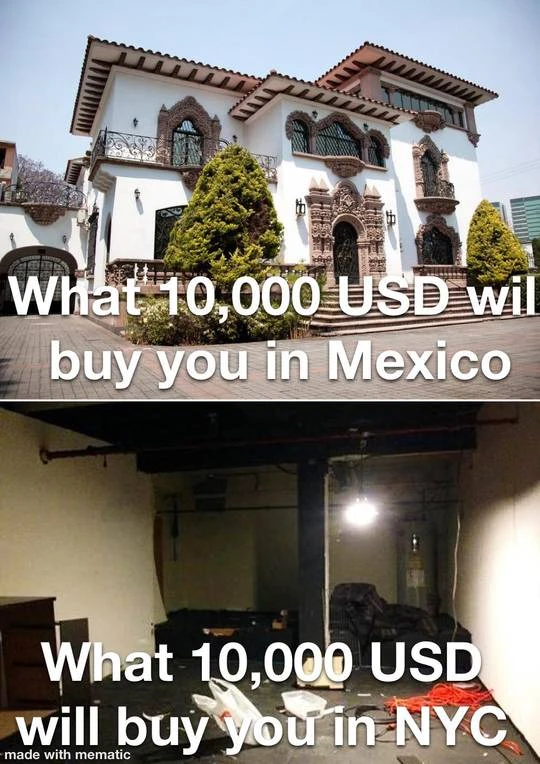 What 10,000 USD wil
buy you in Mexico
What 10,000 USD
will buy you in NYC
made with mematic